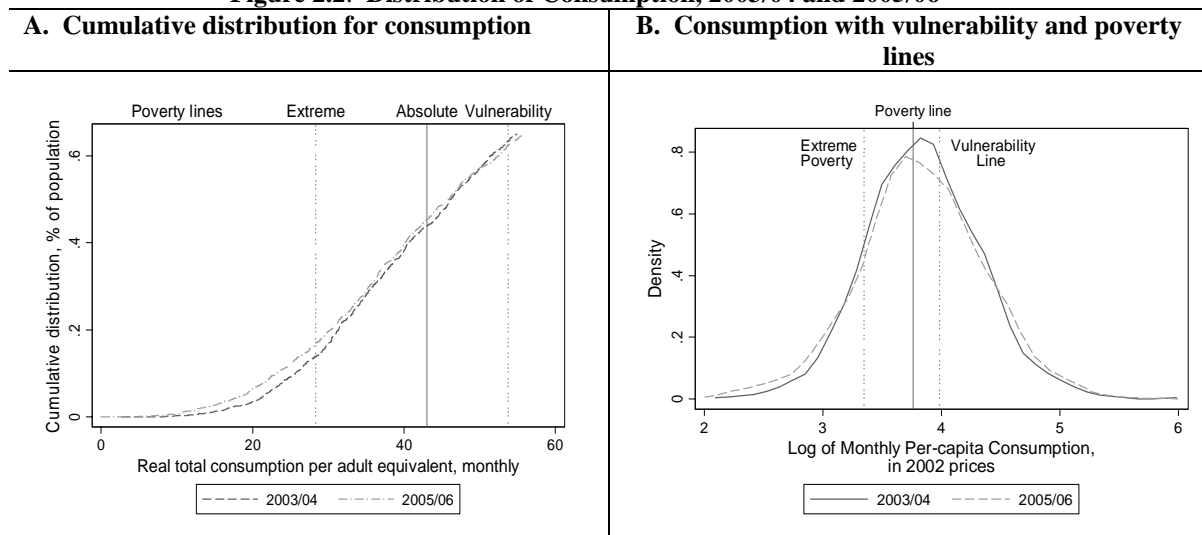 Figure 2.2: Distribution of Consumption, 2003/04 and 2005/06
A. Cumulative distribution for consumption
Poverty lines Extreme Absolute Vulnerability
Cumulative distribution, % of population
.6
.4
.2
0
0 20 40 60
Real total consumption per adult equivalent, monthly
2003/04 2005/06
B. Consumption with vulnerability and poverty
lines
Poverty line
Extreme
Poverty
Vulnerability
Line
Density
.8
.6
.4
.2
0
2 3 4 5 6
Log of Monthly Per-capita Consumption,
in 2002 prices
2003/04 2005/06